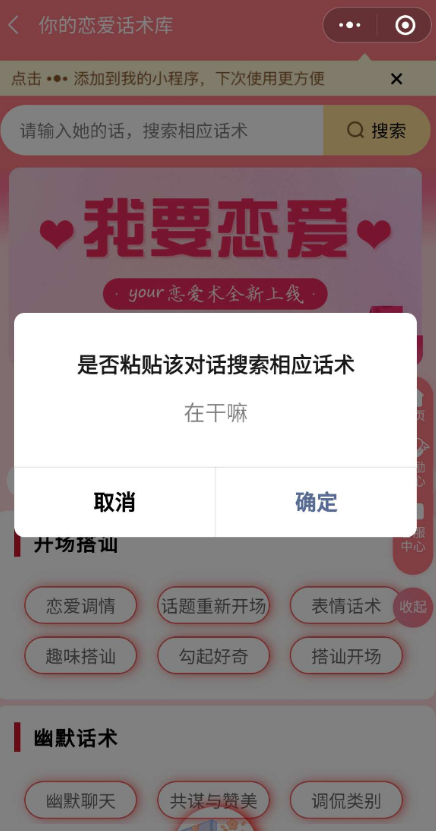 你的恋爱话术库
点击 ·●· 添加到我的小程序，下次使用更方便
请输入她的话，搜索相应话术
搜索
我要恋爱
· your恋爱术全新上线 ·
是否粘贴该对话搜索相应话术
在干嘛
取消
确定
中心
收起
开场搭讪
恋爱调情
话题重新开场
表情话术
趣味搭讪
勾起好奇
搭讪开场
幽默话术
幽默聊天
共谋与赞美
调侃类别